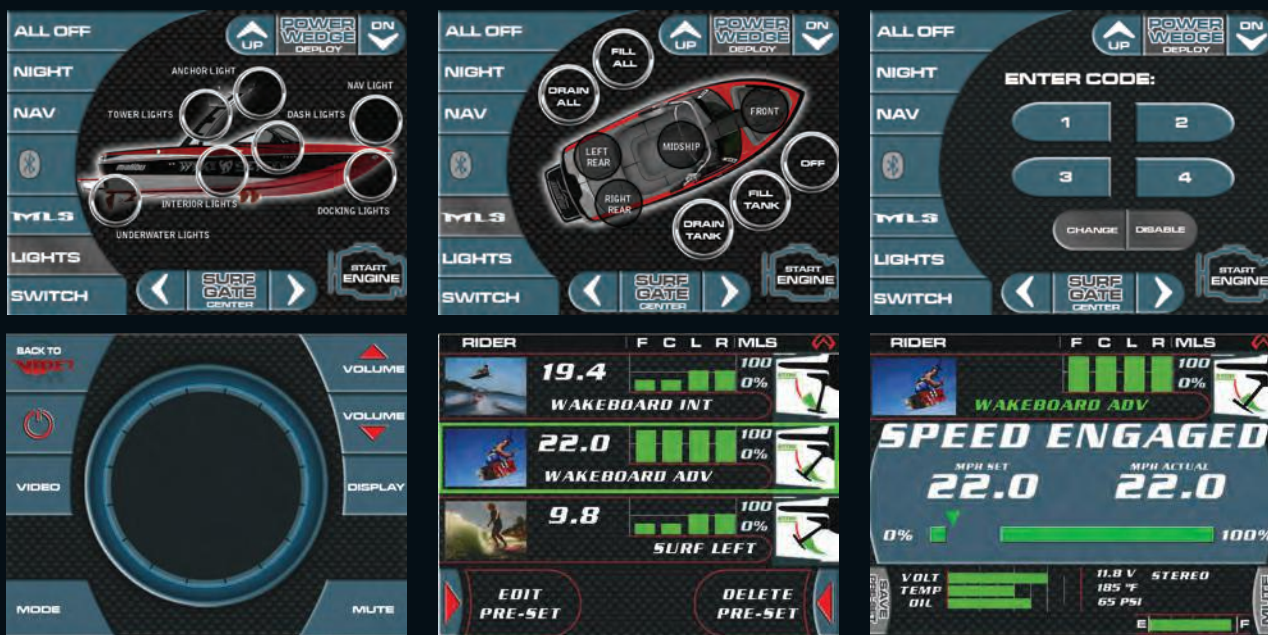 ALL OFF
NIGHT
NAV
MLS
LIGHTS
SWITCH
UP
POWER
WEDGE
DEPLOY
DN
ANCHOR LIGHT
NAV LIGHT
TOWER LIGHTS
DASH LIGHTS
INTERIOR LIGHTS
DOCKING LIGHTS
UNDERWATER LIGHTS
SURF
GATE
CENTER
START
ENGINE
ALL OFF
NIGHT
NAV
MLS
LIGHTS
SWITCH
UP
POWER
WEDGE
DEPLOY
DN
FILL
ALL
DRAIN
ALL
FRONT
MIDSHIP
LEFT
REAR
RIGHT
REAR
OFF
FILL
TANK
DRAIN
TANK
SURF
GATE
CENTER
START
ENGINE
ALL OFF
NIGHT
NAV
MLS
LIGHTS
SWITCH
UP
POWER
WEDGE
DEPLOY
DN
ENTER CODE:
1 2
3 4
CHANGE DISABLE
SURF
GATE
CENTER
START
ENGINE
BACK TO
VOLUME
VOLUME
VIDEO
DISPLAY
MODE
MUTE
RIDER F C L R MLS
19.4 100
0%
WAKEBOARD INT
22.0 100
0%
WAKEBOARD ADV
9.8 100
0%
SURF LEFT
EDIT
PRE-SET
DELETE
PRE-SET
RIDER F C L R MLS
100
0%
WAKEBOARD ADV
SPEED ENGAGED
MPH SET MPH ACTUAL
22.0 22.0
0% 100%
VOLT 11.8 V STEREO
TEMP 185 °F
OIL 65 PSI
E F
SAVE
PRE-SET
MUTE